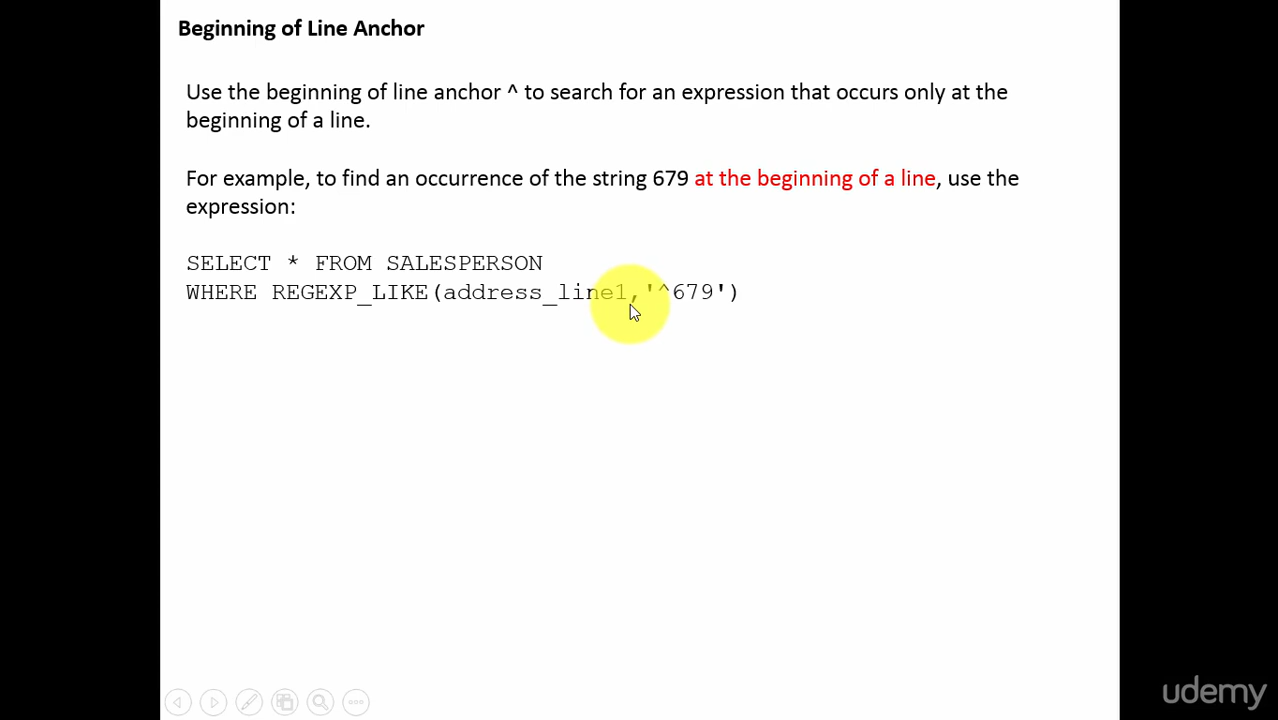 Beginning of Line Anchor
Use the beginning of line anchor ^ to search for an expression that occurs only at the
beginning of a line.
For example, to find an occurrence of the string 679 at the beginning of a line, use the
expression:
SELECT * FROM SALESPERSON
WHERE REGEXP_LIKE(address_line1,'^679')
udemy